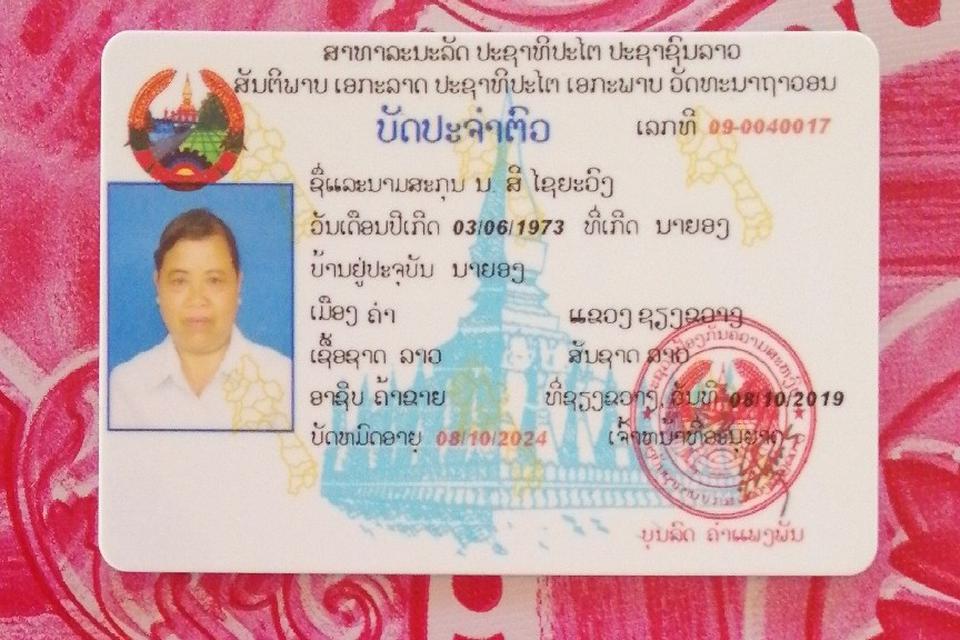 ສາທາລະນະລັດ ປະຊາທິປະໄຕ ປະຊາຊົນລາວ
ສັນຕິພາບ ເອກະລາດ ປະຊາທິປະໄຕ ເອກະພາບ ວັດທະນາຖາວອນ
ບັດປະຈຳຕົວ ເລກທີ 09-0040017
ຊື່ແລະນາມສະກຸນ ນ. ສີ ໄຊຍະວົງ
ວັນເດືອນປີເກີດ 03/06/1973 ທີ່ເກີດ ນາຍອງ
ບ້ານຢູ່ປະຈຸບັນ ນາຍອງ
ເມືອງ ຄຳ ແຂວງ ຊຽງຂວາງ
ເຊື້ອຊາດ ລາວ ສັນຊາດ ລາວ
ອາຊີບ ຄ້າຂາຍ ທີ່ຊຽງຂວາງ ວັນທີ 08/10/2019
ບັດຫມົດອາຍຸ 08/10/2024 ເຈົ້າຫນ້າທີ່ອະນຸຍາດ
ບຸນລົດ ຄຳແພງພັນ